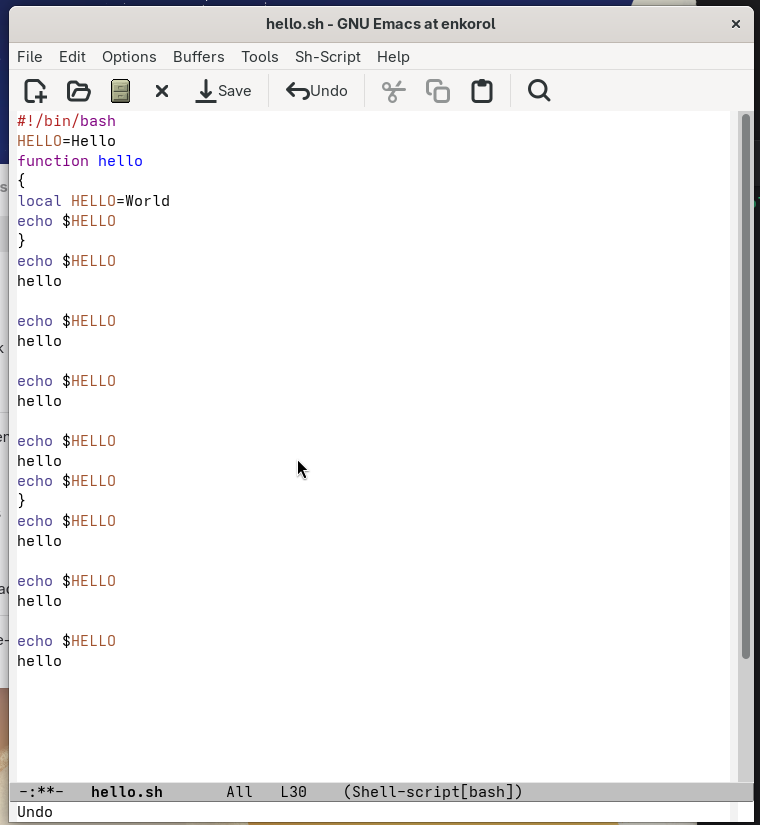 hello.sh - GNU Emacs at enkorol
File Edit Options Buffers Tools Sh-Script Help
Save Undo
#!/bin/bash
HELLO=Hello
function hello
{
local HELLO=World
echo $HELLO
}
echo $HELLO
hello
echo $HELLO
hello
echo $HELLO
hello
echo $HELLO
hello
echo $HELLO
}
echo $HELLO
hello
echo $HELLO
hello
echo $HELLO
hello
-:**- hello.sh All L30 (Shell-script[bash])
Undo